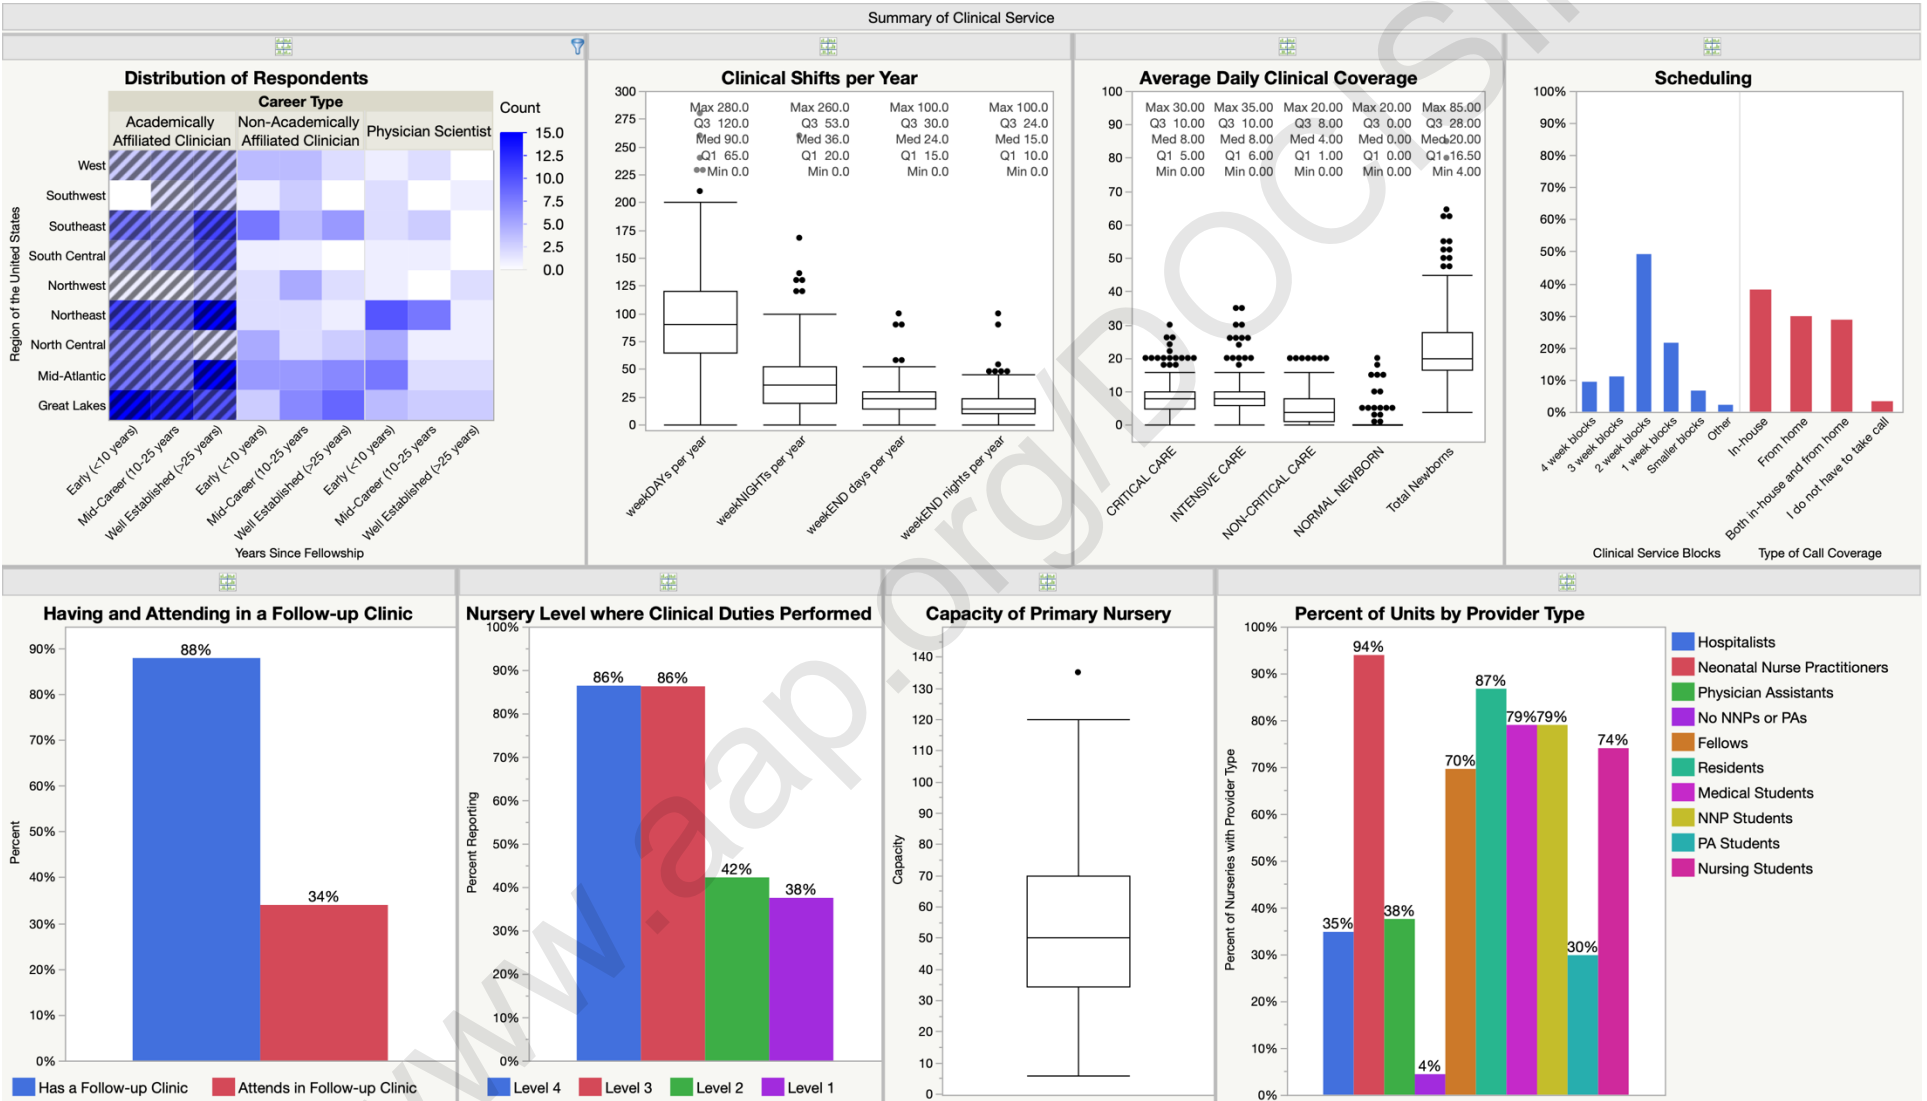 Summary of Clinical Service
Distribution of Respondents
Career Type
Academically Affiliated Clinician
Non-Academically Affiliated Clinician
Physician Scientist
Count
15.0
12.5
10.0
7.5
5.0
2.5
0.0
Region of the United States
West
Southwest
Southeast
South Central
Northwest
Northeast
North Central
Mid-Atlantic
Great Lakes
Early (<10 years)
Mid-Career (10-25 years
Well Established (>25 years)
Early (<10 years)
Mid-Career (10-25 years
Well Established (>25 years)
Early (<10 years)
Mid-Career (10-25 years
Well Established (>25 years)
Years Since Fellowship
Clinical Shifts per Year
300
275
250
225
200
175
150
125
100
75
50
25
0
Max 280.0 Max 260.0 Max 100.0 Max 100.0
Q3 120.0 Q3 53.0 Q3 30.0 Q3 24.0
Med 90.0 Med 36.0 Med 24.0 Med 15.0
Q1 65.0 Q1 20.0 Q1 15.0 Q1 10.0
Min 0.0 Min 0.0 Min 0.0 Min 0.0
weekDAYs per year
weekNIGHTs per year
weekEND days per year
weekEND nights per year
Average Daily Clinical Coverage
100
90
80
70
60
50
40
30
20
10
0
Max 30.00 Max 35.00 Max 20.00 Max 20.00 Max 85.00
Q3 10.00 Q3 10.00 Q3 8.00 Q3 0.00 Q3 28.00
Med 8.00 Med 8.00 Med 4.00 Med 0.00 Med 20.00
Q1 5.00 Q1 6.00 Q1 1.00 Q1 0.00 Q1 16.50
Min 0.00 Min 0.00 Min 0.00 Min 0.00 Min 4.00
CRITICAL CARE
INTENSIVE CARE
NON-CRITICAL CARE
NORMAL NEWBORN
Total Newborns
Scheduling
100%
90%
80%
70%
60%
50%
40%
30%
20%
10%
0%
4 week blocks
3 week blocks
2 week blocks
1 week blocks
Smaller blocks
Other
In-house
From home
Both in-house and from home
I do not have to take call
Clinical Service Blocks
Type of Call Coverage
Having and Attending in a Follow-up Clinic
Percent
90%
80%
70%
60%
50%
40%
30%
20%
10%
0%
88%
34%
Has a Follow-up Clinic
Attends in Follow-up Clinic
Nursery Level where Clinical Duties Performed
Percent Reporting
100%
90%
80%
70%
60%
50%
40%
30%
20%
10%
0%
86%
86%
42%
38%
Level 4
Level 3
Level 2
Level 1
Capacity of Primary Nursery
Capacity
140
130
120
110
100
90
80
70
60
50
40
30
20
10
0
Percent of Units by Provider Type
Percent of Nurseries with Provider Type
100%
90%
80%
70%
60%
50%
40%
30%
20%
10%
0%
35%
94%
38%
4%
70%
87%
79%
79%
30%
74%
Hospitalists
Neonatal Nurse Practitioners
Physician Assistants
No NNPs or PAs
Fellows
Residents
Medical Students
NNP Students
PA Students
Nursing Students